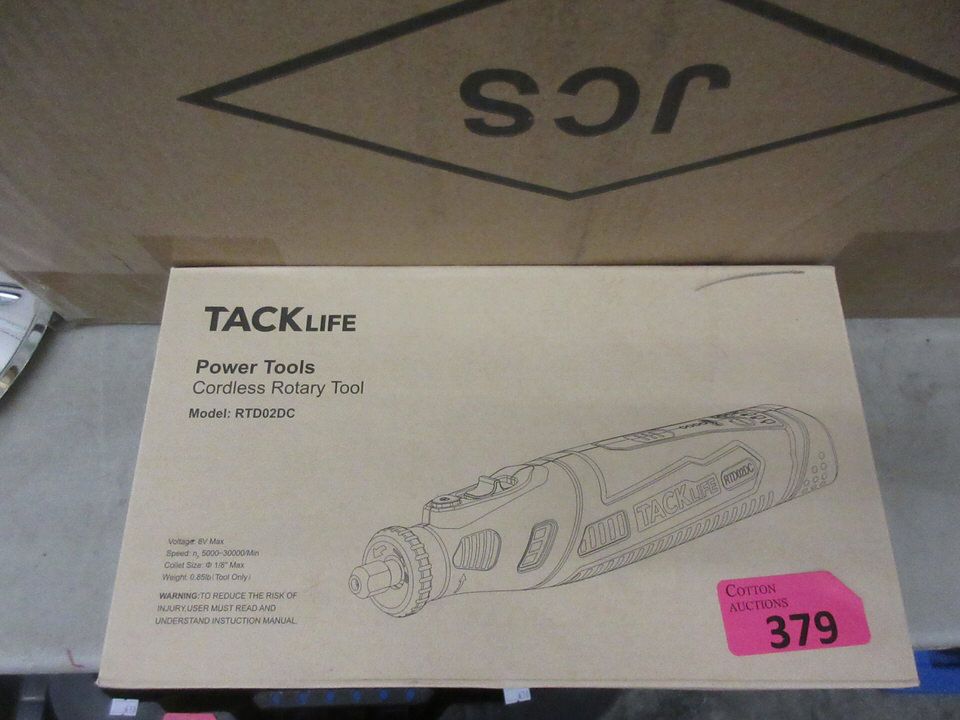 JCS
TACKLIFE
Power Tools
Cordless Rotary Tool
Model: RTD02DC
TACKLIFE
RTD02DC
Voltage: 8V Max
Speed: n₀ 5000-30000/Min
Collet Size: Φ 1/8" Max
Weight: 0.85lb(Tool Only)
WARNING:TO REDUCE THE RISK OF
INJURY,USER MUST READ AND
UNDERSTAND INSTUCTION MANUAL.
COTTON
AUCTIONS
379